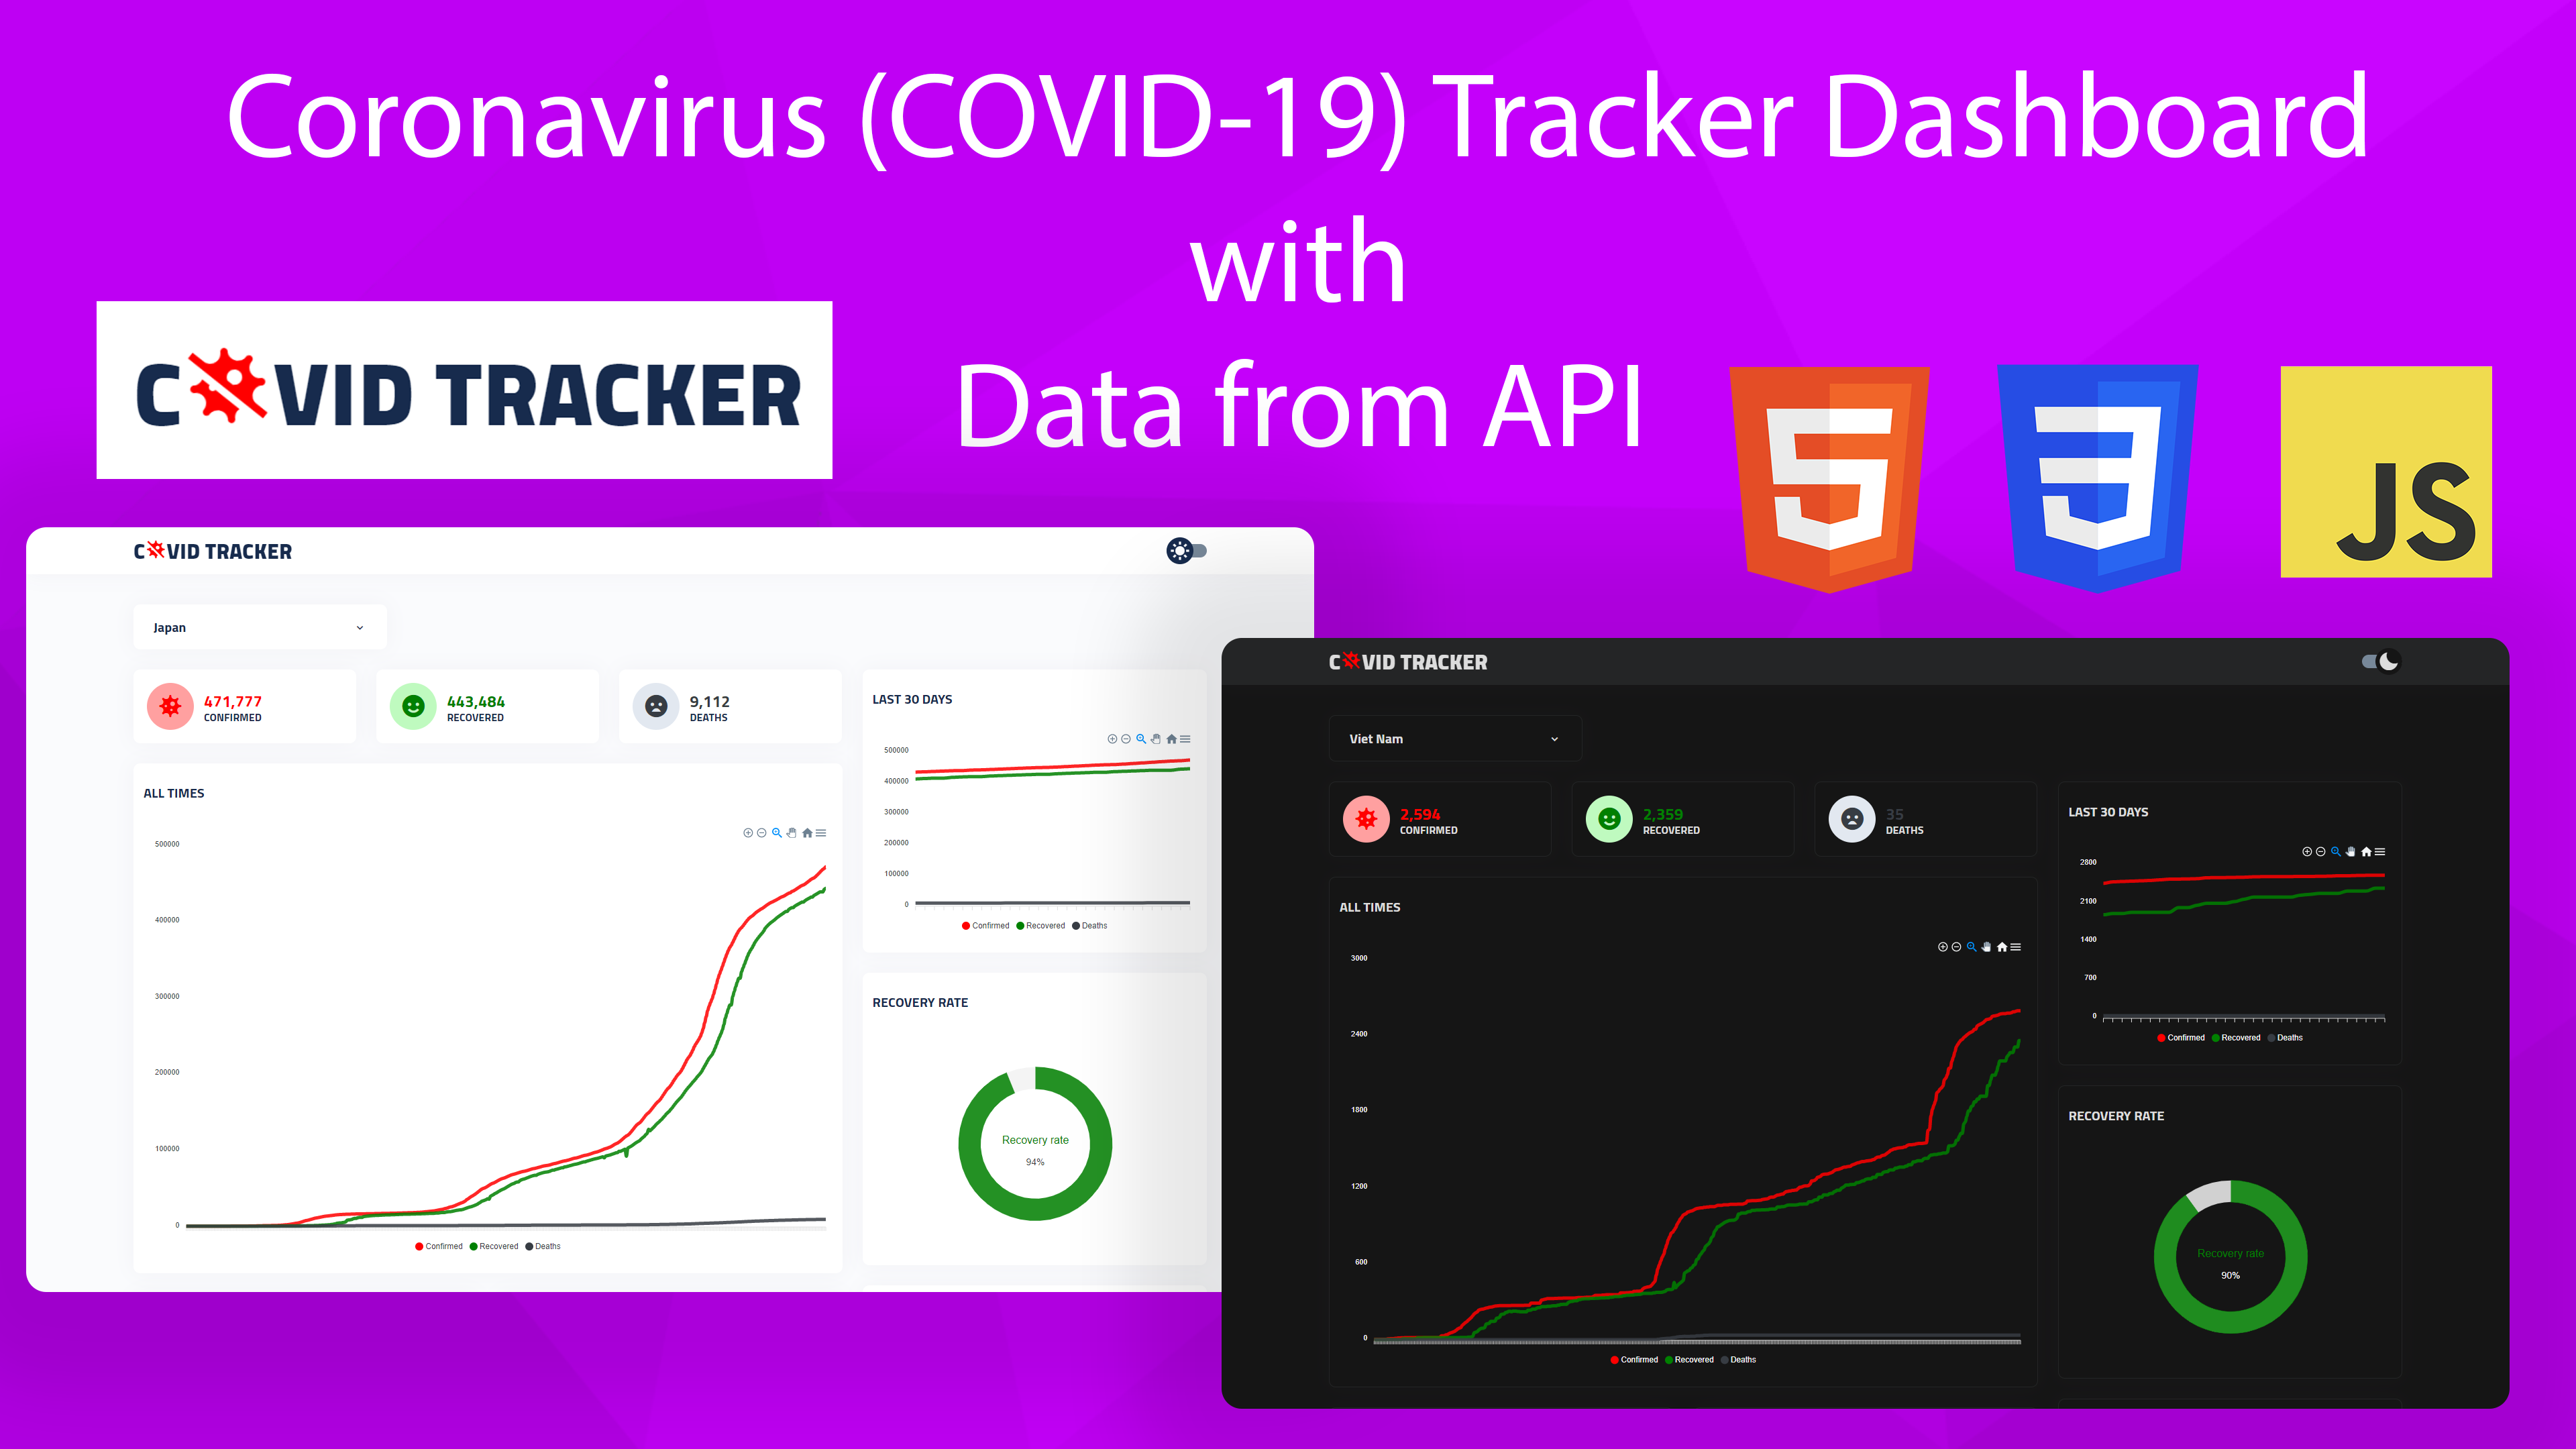 Coronavirus (COVID-19) Tracker Dashboard
with
Data from API
COVID TRACKER
JS
COVID TRACKER
Japan
471,777
CONFIRMED
443,484
RECOVERED
9,112
DEATHS
ALL TIMES
500000
400000
300000
200000
100000
0
Confirmed Recovered Deaths
LAST 30 DAYS
500000
400000
300000
200000
100000
0
Confirmed Recovered Deaths
RECOVERY RATE
Recovery rate
94%
COVID TRACKER
Viet Nam
2,594
CONFIRMED
2,359
RECOVERED
35
DEATHS
ALL TIMES
3000
2400
1800
1200
600
0
Confirmed Recovered Deaths
LAST 30 DAYS
2800
2100
1400
700
0
Confirmed Recovered Deaths
RECOVERY RATE
Recovery rate
90%